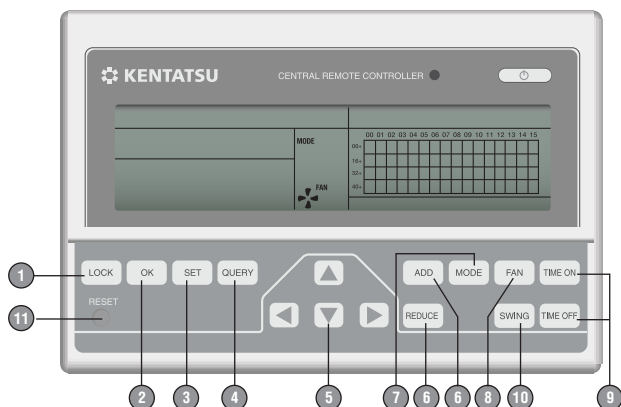 KENTATSU CENTRAL REMOTE CONTROLLER
00 01 02 03 04 05 06 07 08 09 10 11 12 13 14 15
MODE
00+
16+
32+
40+
FAN
1 LOCK OK SET QUERY ADD MODE FAN TIME ON
RESET
11
REDUCE SWING TIME OFF
2 3 4 5 7 6 6 8 10 9